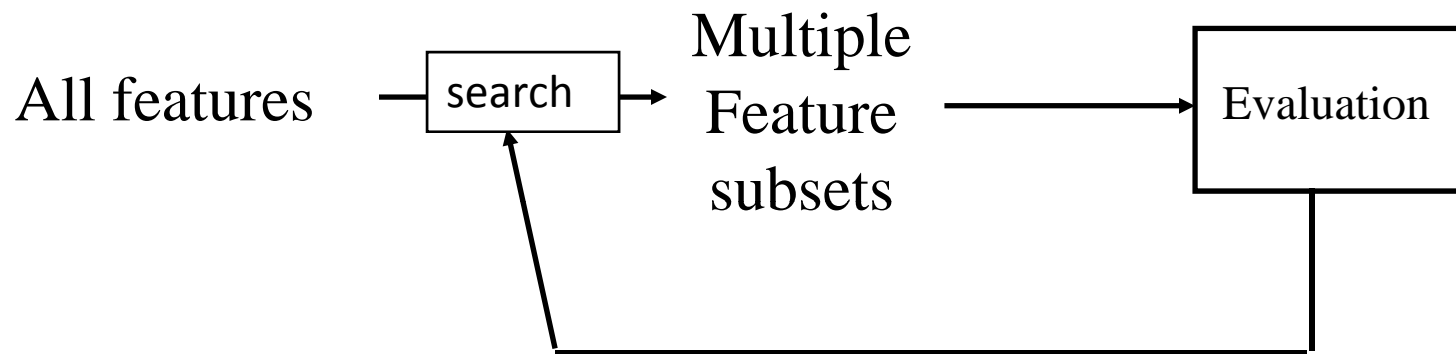 All features
search
Multiple
Feature
subsets
Evaluation